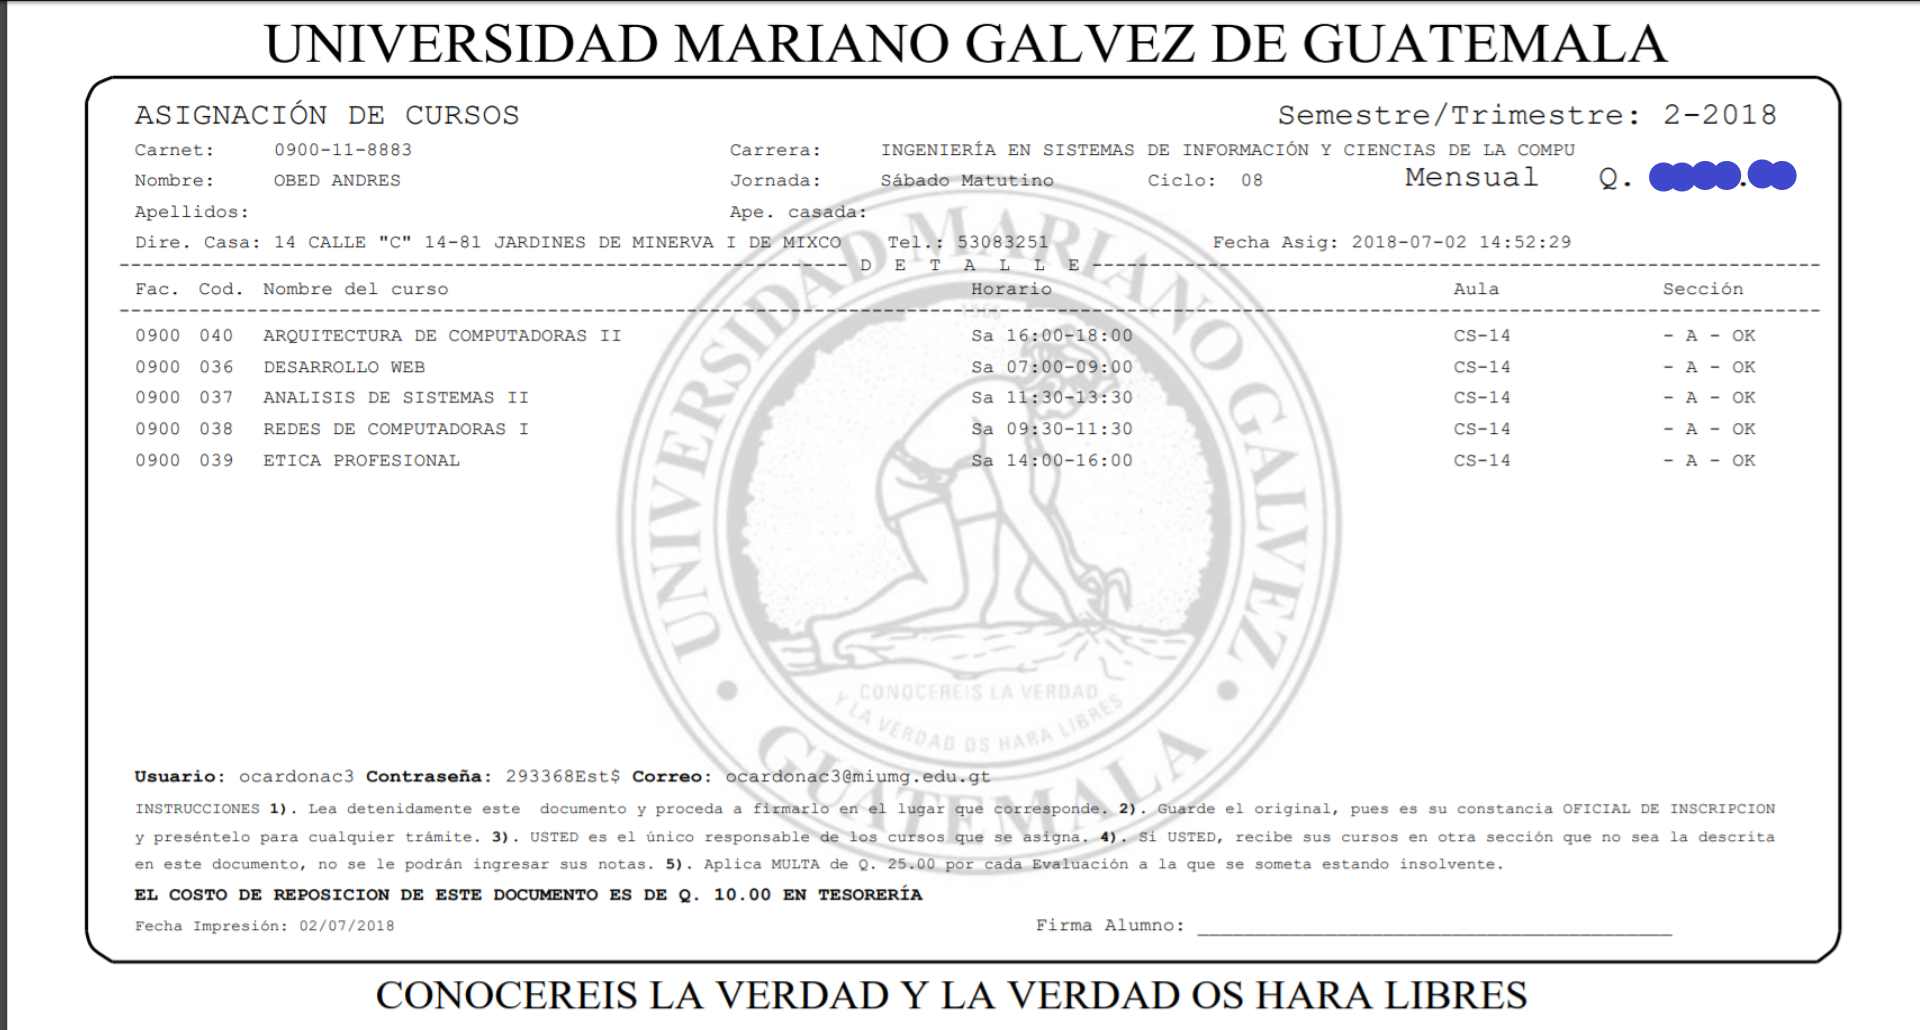 UNIVERSIDAD MARIANO GALVEZ DE GUATEMALA
ASIGNACIÓN DE CURSOS Semestre/Trimestre: 2-2018
Carnet: 0900-11-8883 Carrera: INGENIERÍA EN SISTEMAS DE INFORMACIÓN Y CIENCIAS DE LA COMPU
Nombre: OBED ANDRES Jornada: Sábado Matutino Ciclo: 08 Mensual Q.
Apellidos: Ape. casada:
Dire. Casa: 14 CALLE "C" 14-81 JARDINES DE MINERVA I DE MIXCO Tel.: 53083251 Fecha Asig: 2018-07-02 14:52:29
D E T A L L E
Fac. Cod. Nombre del curso Horario Aula Sección
0900 040 ARQUITECTURA DE COMPUTADORAS II Sa 16:00-18:00 CS-14 - A - OK
0900 036 DESARROLLO WEB Sa 07:00-09:00 CS-14 - A - OK
0900 037 ANALISIS DE SISTEMAS II Sa 11:30-13:30 CS-14 - A - OK
0900 038 REDES DE COMPUTADORAS I Sa 09:30-11:30 CS-14 - A - OK
0900 039 ETICA PROFESIONAL Sa 14:00-16:00 CS-14 - A - OK
UNIVERSIDAD MARIANO GALVEZ
GUATEMALA
1966
CONOCEREIS LA VERDAD
Y LA VERDAD OS HARA LIBRES
Usuario: ocardonac3 Contraseña: 293368Est$ Correo: ocardonac3@miumg.edu.gt
INSTRUCCIONES 1). Lea detenidamente este documento y proceda a firmarlo en el lugar que corresponde. 2). Guarde el original, pues es su constancia OFICIAL DE INSCRIPCION
y preséntelo para cualquier trámite. 3). USTED es el único responsable de los cursos que se asigna. 4). Si USTED, recibe sus cursos en otra sección que no sea la descrita
en este documento, no se le podrán ingresar sus notas. 5). Aplica MULTA de Q. 25.00 por cada Evaluación a la que se someta estando insolvente.
EL COSTO DE REPOSICION DE ESTE DOCUMENTO ES DE Q. 10.00 EN TESORERÍA
Fecha Impresión: 02/07/2018 Firma Alumno:
CONOCEREIS LA VERDAD Y LA VERDAD OS HARA LIBRES